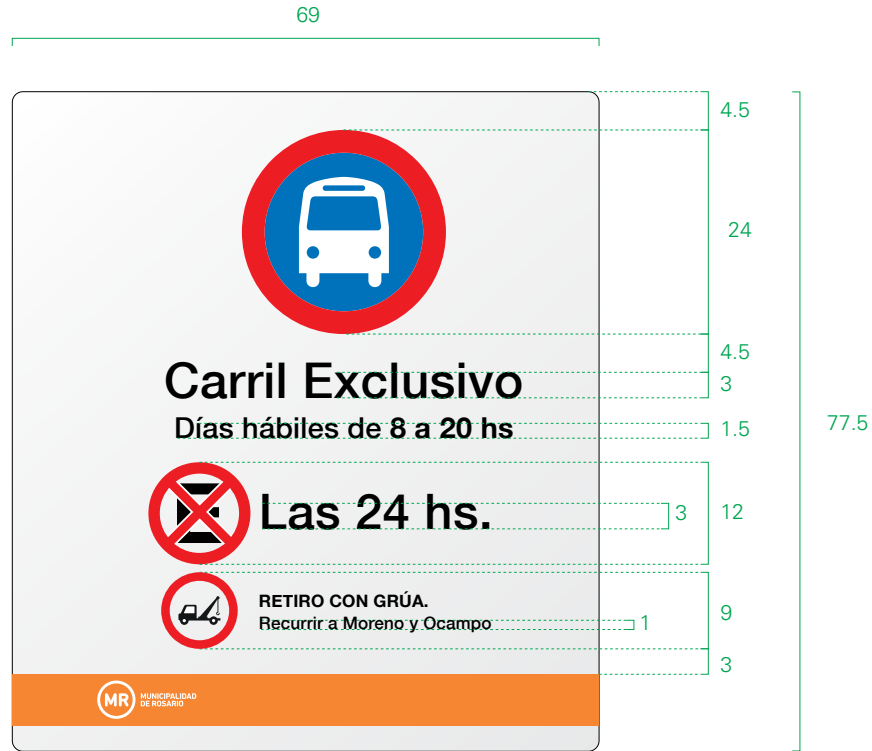 69
4.5
24
4.5
Carril Exclusivo
3
Días hábiles de 8 a 20 hs
1.5
77.5
Las 24 hs.
3
12
RETIRO CON GRÚA.
9
Recurrir a Moreno y Ocampo
1
3
MR
MUNICIPALIDAD
DE ROSARIO